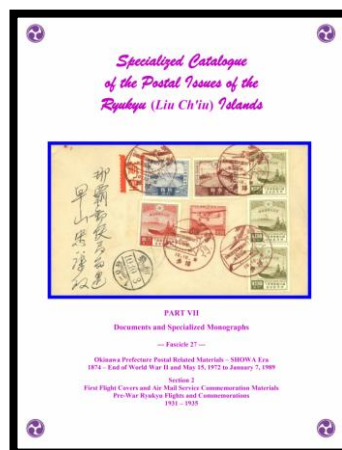 Specialized Catalogue
of the Postal Issues of the
Ryukyu (Liu Ch'iu) Islands
PART VII
Documents and Specialized Monographs
— Fascicle 27 —
Okinawa Prefecture Postal Related Materials – SHOWA Era
1874 – End of World War II and May 15, 1972 to January 7, 1989
Section 2
First Flight Covers and Air Mail Service Commemoration Materials
Pre-War Ryukyu Flights and Commemorations
1931 – 1935